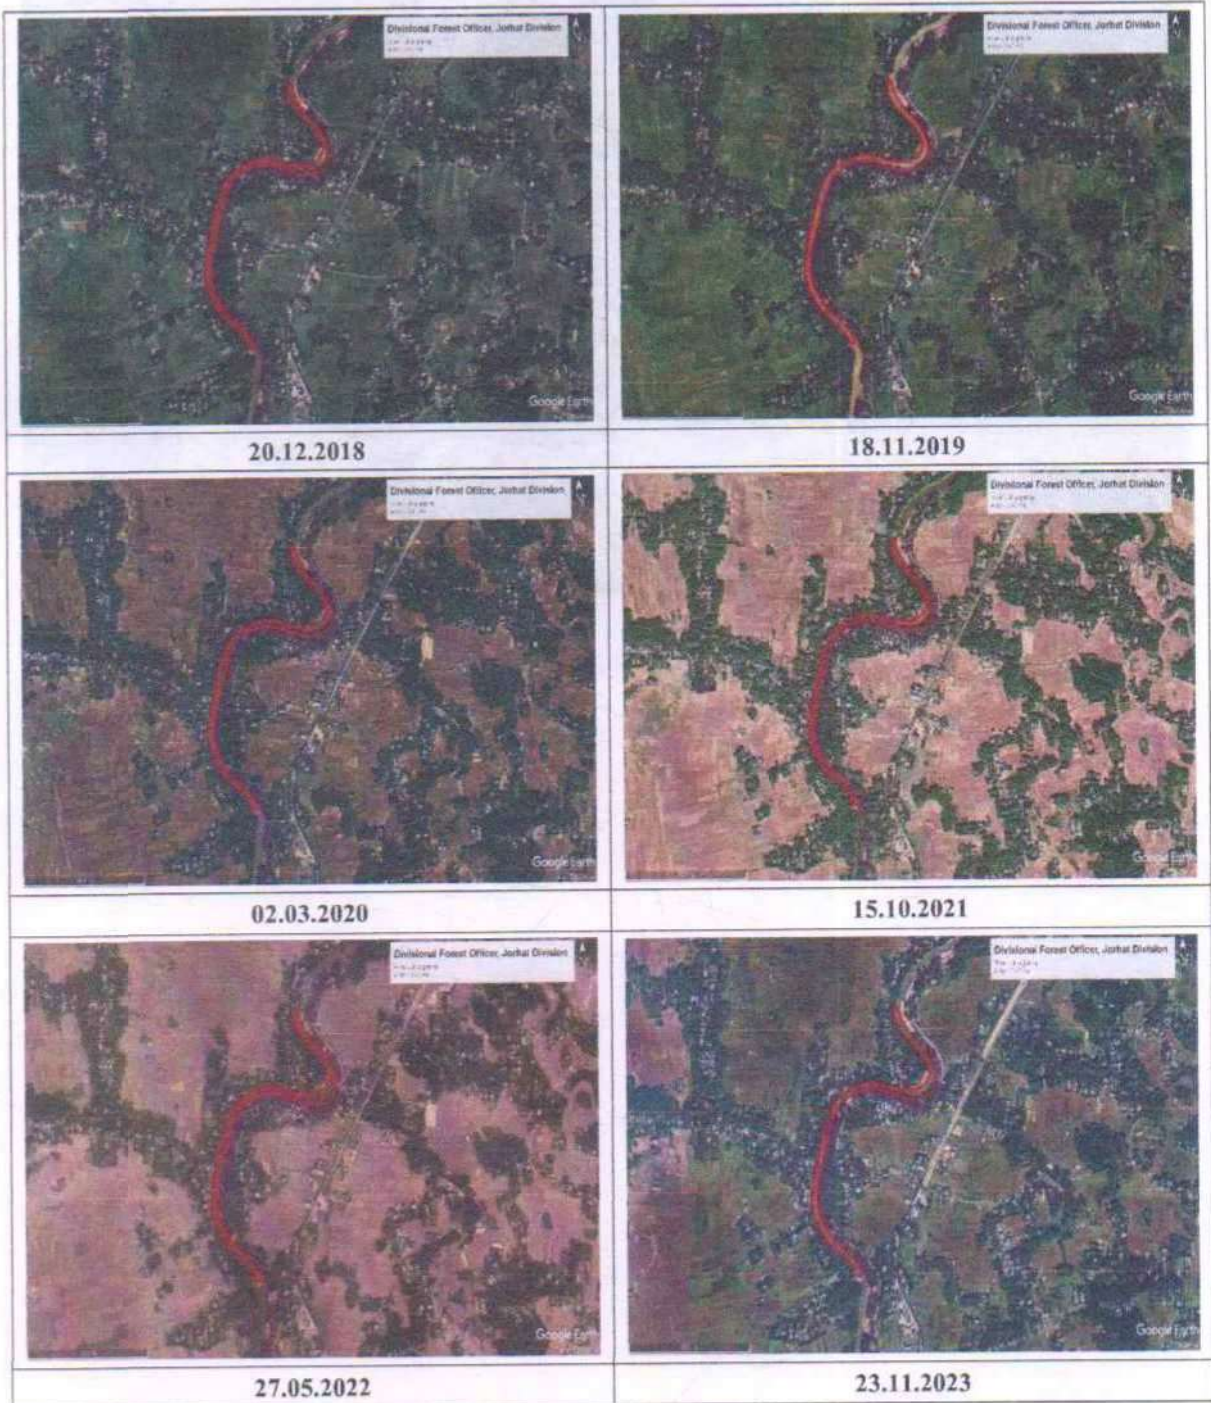 Divisional Forest Officer, Jorhat Division
N
Google Earth
20.12.2018
Divisional Forest Officer, Jorhat Division
N
Google Earth
18.11.2019
Divisional Forest Officer, Jorhat Division
Google Earth
02.03.2020
Divisional Forest Officer, Jorhat Division
Google Earth
15.10.2021
Divisional Forest Officer, Jorhat Division
Google Earth
27.05.2022
Divisional Forest Officer, Jorhat Division
Google Earth
23.11.2023